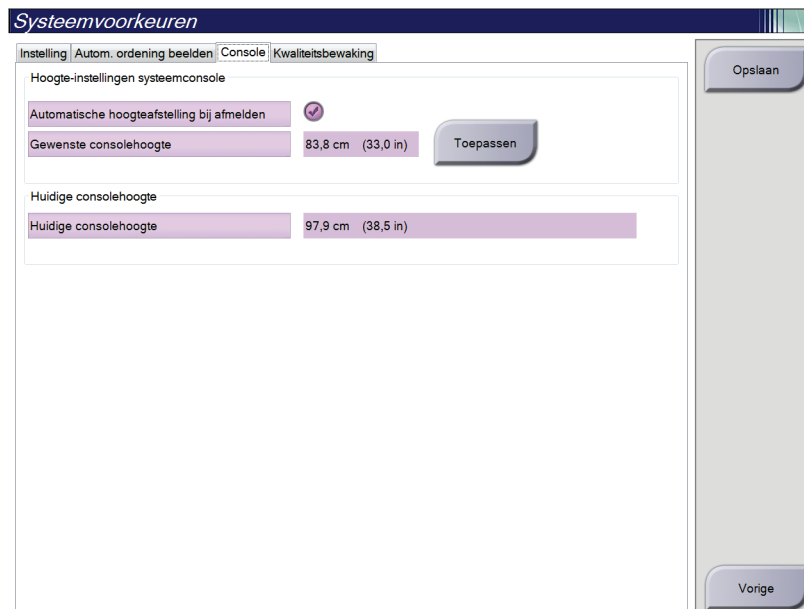 Systeemvoorkeuren
Instelling Autom. ordening beelden Console Kwaliteitsbewaking
Opslaan
Hoogte-instellingen systeemconsole
Automatische hoogteafstelling bij afmelden
Gewenste consolehoogte 83,8 cm (33,0 in) Toepassen
Huidige consolehoogte
Huidige consolehoogte 97,9 cm (38,5 in)
Vorige